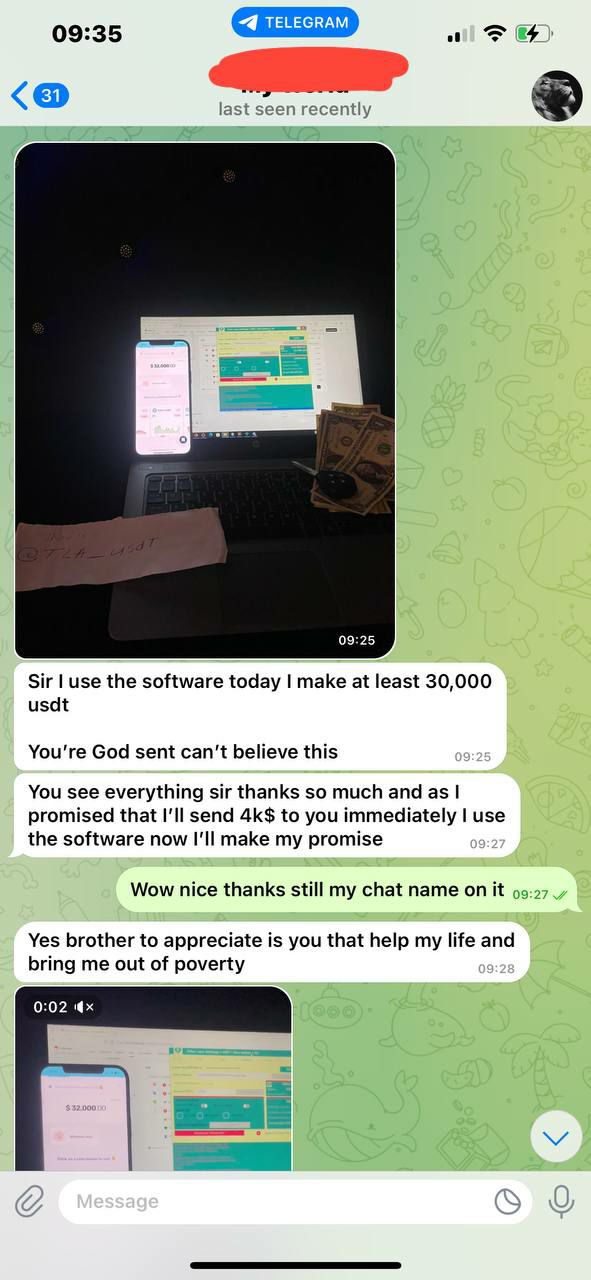 09:35
TELEGRAM
31
last seen recently
$32,000.00
@TLA_usdt
09:25
Sir I use the software today I make at least 30,000
usdt
You’re God sent can’t believe this
09:25
You see everything sir thanks so much and as I
promised that I’ll send 4k$ to you immediately I use
the software now I’ll make my promise
09:27
Wow nice thanks still my chat name on it
09:27
Yes brother to appreciate is you that help my life and
bring me out of poverty
09:28
0:02
$32,000.00
Message